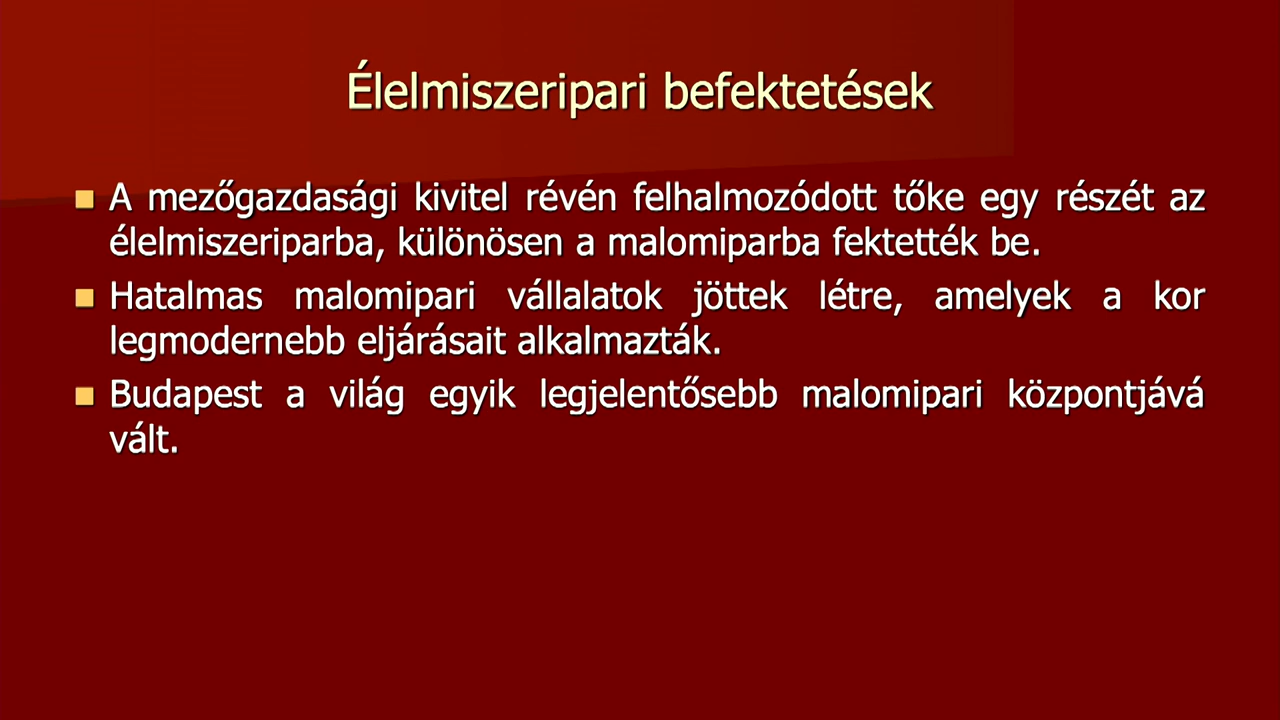 Élelmiszeripari befektetések
A mezőgazdasági kivitel révén felhalmozódott tőke egy részét az
élelmiszeriparba, különösen a malomiparba fektették be.
Hatalmas malomipari vállalatok jöttek létre, amelyek a kor
legmodernebb eljárásait alkalmazták.
Budapest a világ egyik legjelentősebb malomipari központjává
vált.